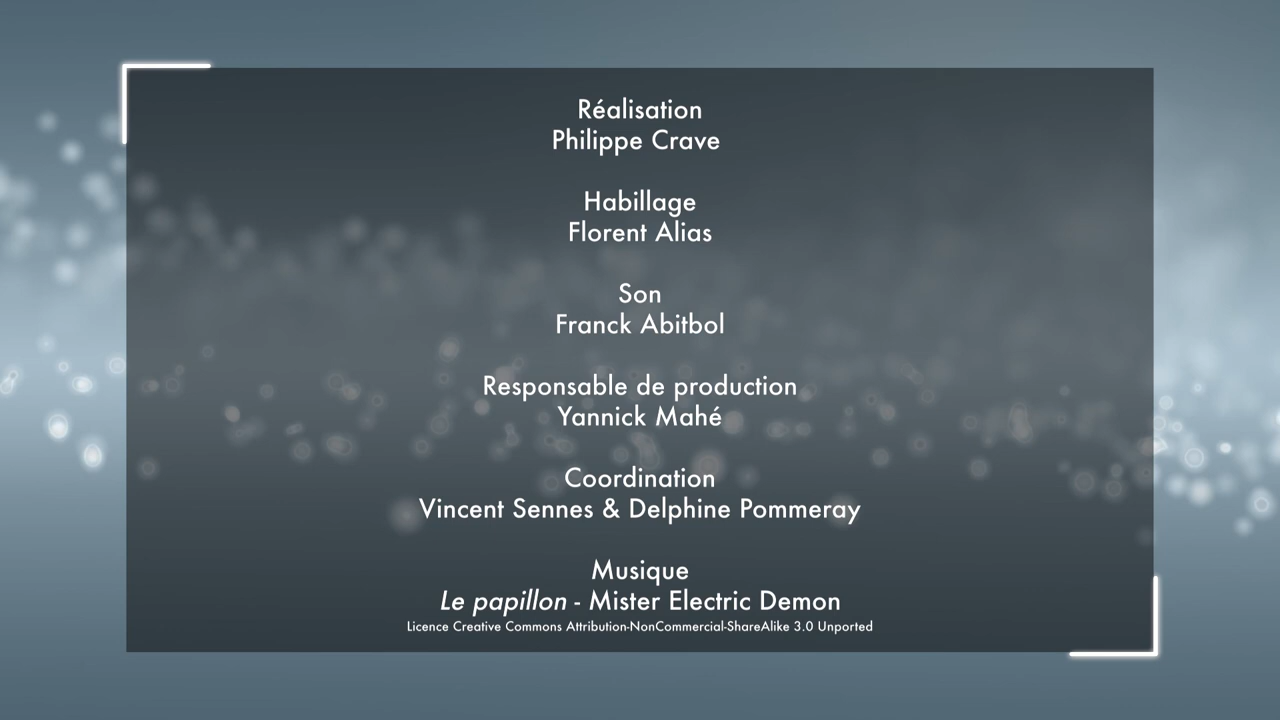 Réalisation
Philippe Crave
Habillage
Florent Alias
Son
Franck Abitbol
Responsable de production
Yannick Mahé
Coordination
Vincent Sennes & Delphine Pommeray
Musique
Le papillon - Mister Electric Demon
Licence Creative Commons Attribution-NonCommercial-ShareAlike 3.0 Unported